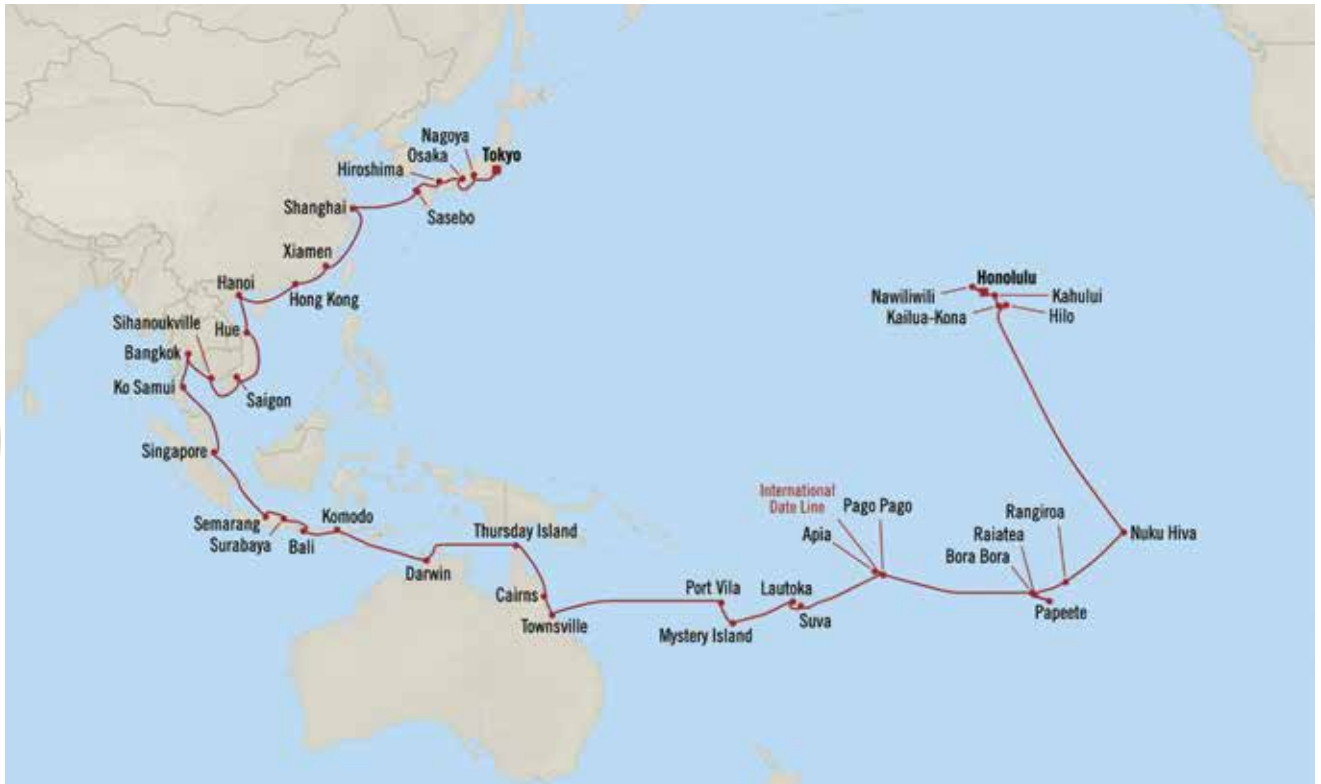 Nagoya
Osaka
Tokyo
Hiroshima
Sasebo
Shanghai
Xiamen
Hanoi
Hong Kong
Sihanoukville
Hue
Bangkok
Ko Samui
Saigon
Singapore
Semarang
Surabaya
Bali
Komodo
Darwin
Thursday Island
Cairns
Townsville
Port Vila
Mystery Island
Lautoka
Suva
International
Date Line
Apia
Pago Pago
Rangiroa
Raiatea
Bora Bora
Papeete
Nuku Hiva
Honolulu
Nawiliwili
Kahului
Kailua-Kona
Hilo